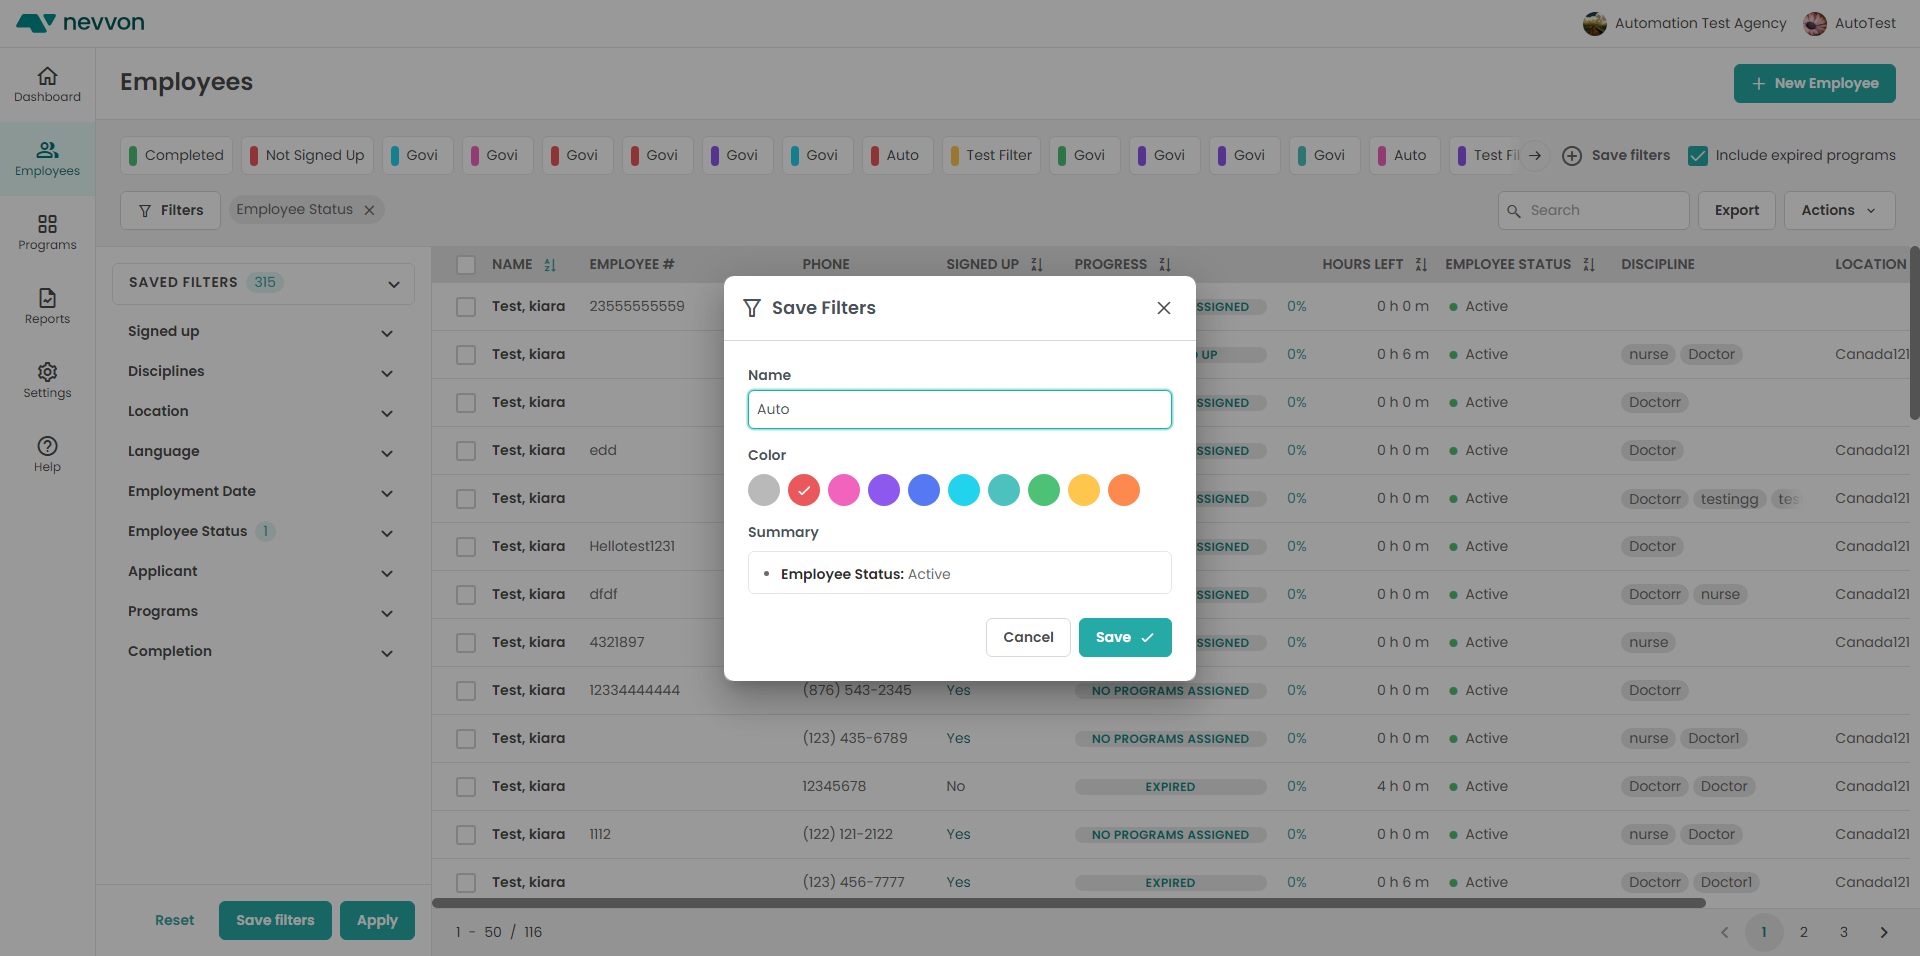 nevvon
Automation Test Agency
AutoTest
Dashboard
Employees
Programs
Reports
Settings
Help
Employees
New Employee
Completed
Not Signed Up
Govi
Govi
Govi
Govi
Govi
Govi
Auto
Test Filter
Govi
Govi
Govi
Govi
Auto
Test Fil
Save filters
Include expired programs
Filters
Employee Status
Search
Export
Actions
SAVED FILTERS 315
Signed up
Disciplines
Location
Language
Employment Date
Employee Status 1
Applicant
Programs
Completion
Reset
Save filters
Apply
NAME EMPLOYEE # PHONE SIGNED UP PROGRESS HOURS LEFT EMPLOYEE STATUS DISCIPLINE LOCATION
Test, kiara 23555555559 SSIGNED 0% 0 h 0 m Active
Test, kiara UP 0% 0 h 6 m Active nurse Doctor Canada121
Test, kiara SSIGNED 0% 0 h 0 m Active Doctorr
Test, kiara edd SSIGNED 0% 0 h 0 m Active Doctor Canada121
Test, kiara SSIGNED 0% 0 h 0 m Active Doctorr testingg tes Canada121
Test, kiara Hellotest1231 SSIGNED 0% 0 h 0 m Active Doctor Canada121
Test, kiara dfdf SSIGNED 0% 0 h 0 m Active Doctorr nurse Canada121
Test, kiara 4321897 SSIGNED 0% 0 h 0 m Active nurse Canada121
Test, kiara 12334444444 (876) 543-2345 Yes NO PROGRAMS ASSIGNED 0% 0 h 0 m Active Doctorr
Test, kiara (123) 435-6789 Yes NO PROGRAMS ASSIGNED 0% 0 h 0 m Active nurse Doctor1 Canada121
Test, kiara 12345678 No EXPIRED 0% 4 h 0 m Active Doctorr Doctor Canada121
Test, kiara 1112 (122) 121-2122 Yes NO PROGRAMS ASSIGNED 0% 0 h 0 m Active nurse Doctor Canada121
Test, kiara (123) 456-7777 Yes EXPIRED 0% 0 h 6 m Active Doctorr Doctor1 Canada121
1 - 50 / 116
1 2 3
Save Filters
Name
Auto
Color
Summary
Employee Status: Active
Cancel
Save